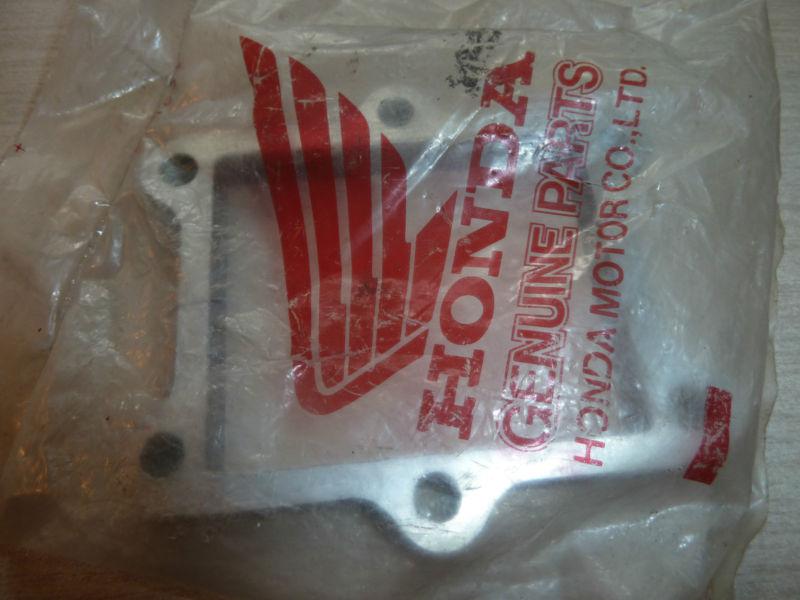 HONDA
GENUINE PARTS
HONDA MOTOR CO.,LTD.